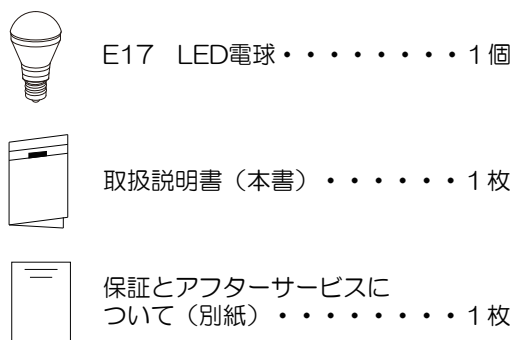 E17　LED電球・・・・・・・・1個
取扱説明書（本書）・・・・・・1枚
保証とアフターサービスに
ついて（別紙）・・・・・・・・1枚